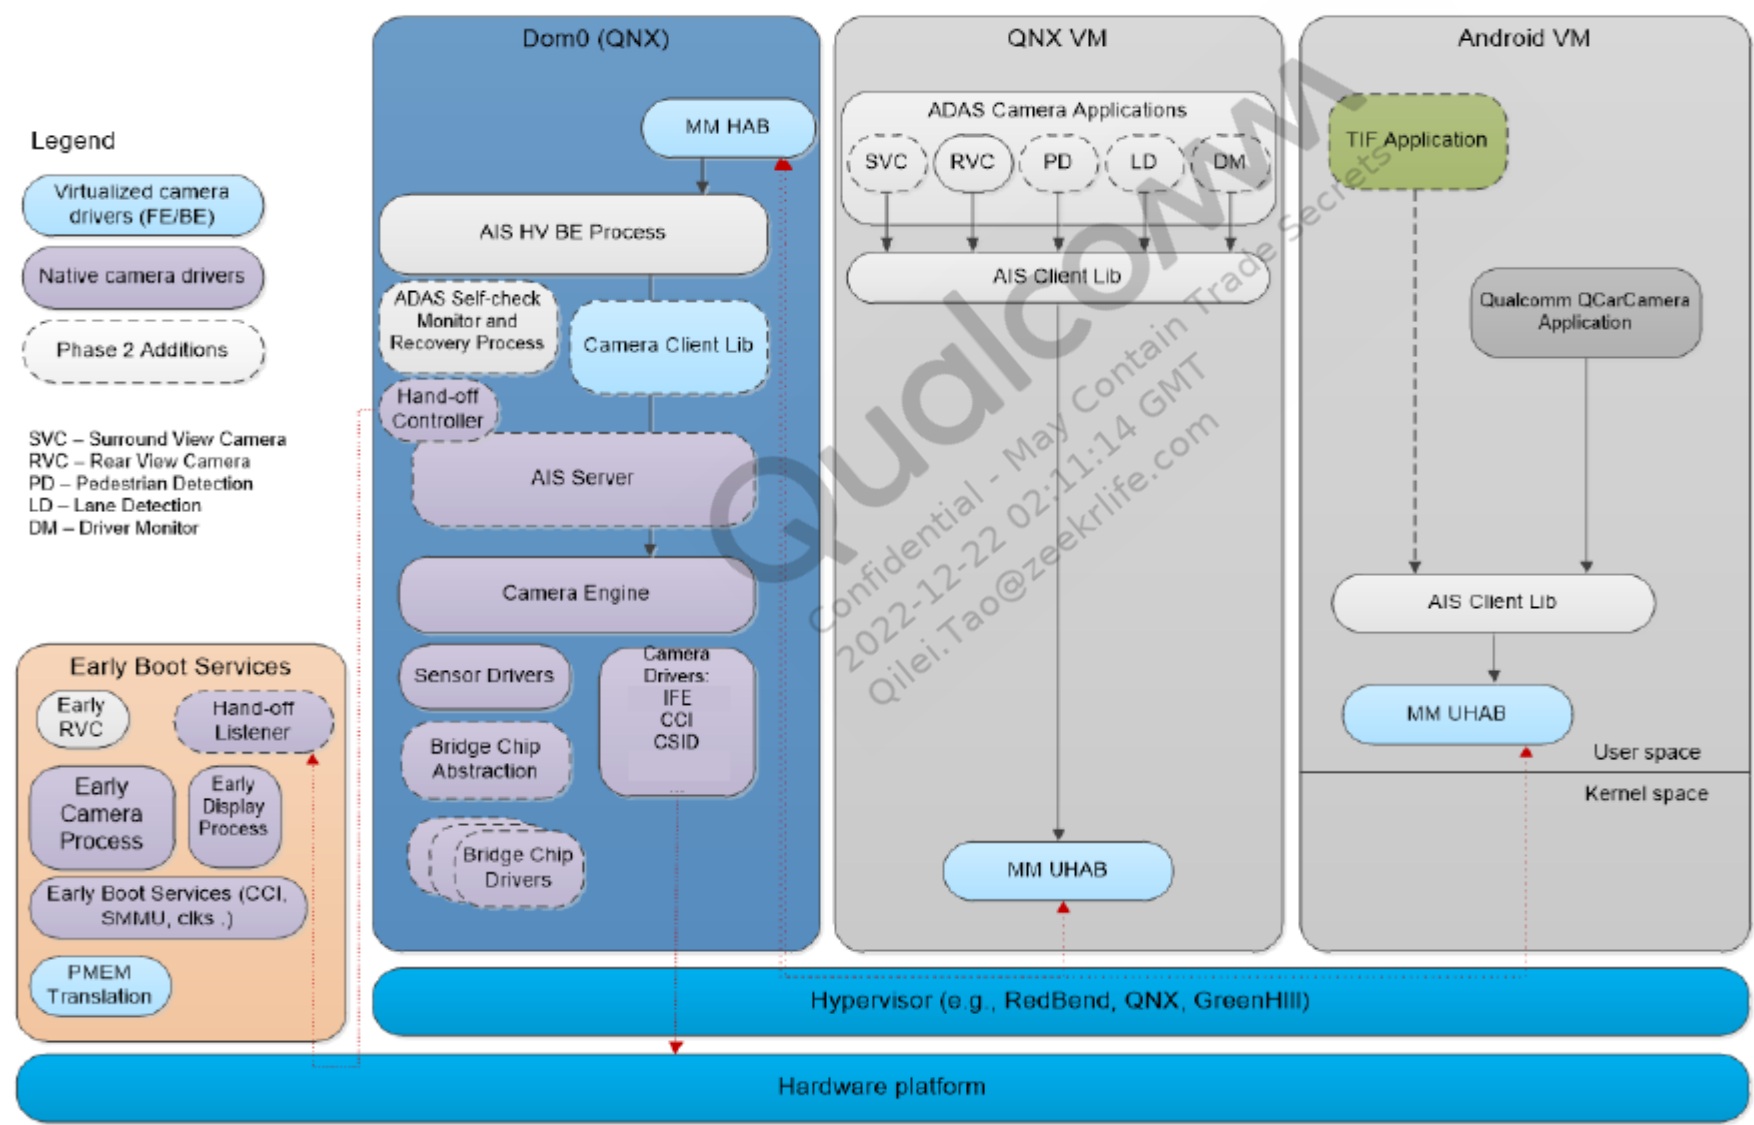 Legend
Virtualized camera
drivers (FE/BE)
Native camera drivers
Phase 2 Additions
SVC – Surround View Camera
RVC – Rear View Camera
PD – Pedestrian Detection
LD – Lane Detection
DM – Driver Monitor
Early Boot Services
Early
RVC
Hand-off
Listener
Early
Camera
Process
Early
Display
Process
Early Boot Services (CCI,
SMMU, clks .)
PMEM
Translation
Dom0 (QNX)
MM HAB
AIS HV BE Process
ADAS Self-check
Monitor and
Recovery Process
Camera Client Lib
Hand-off
Controller
AIS Server
Camera Engine
Sensor Drivers
Camera
Drivers:
IFE
CCI
CSID
...
Bridge Chip
Abstraction
Bridge Chip
Drivers
QNX VM
ADAS Camera Applications
SVC
RVC
PD
LD
DM
AIS Client Lib
MM UHAB
Android VM
TIF Application
Qualcomm QCarCamera
Application
AIS Client Lib
MM UHAB
User space
Kernel space
Hypervisor (e.g., RedBend, QNX, GreenHIII)
Hardware platform
Qualcomm
Confidential - May Contain Trade Secrets
2022-12-22 02:11:14 GMT
Qilei.Tao@zeekrlife.com